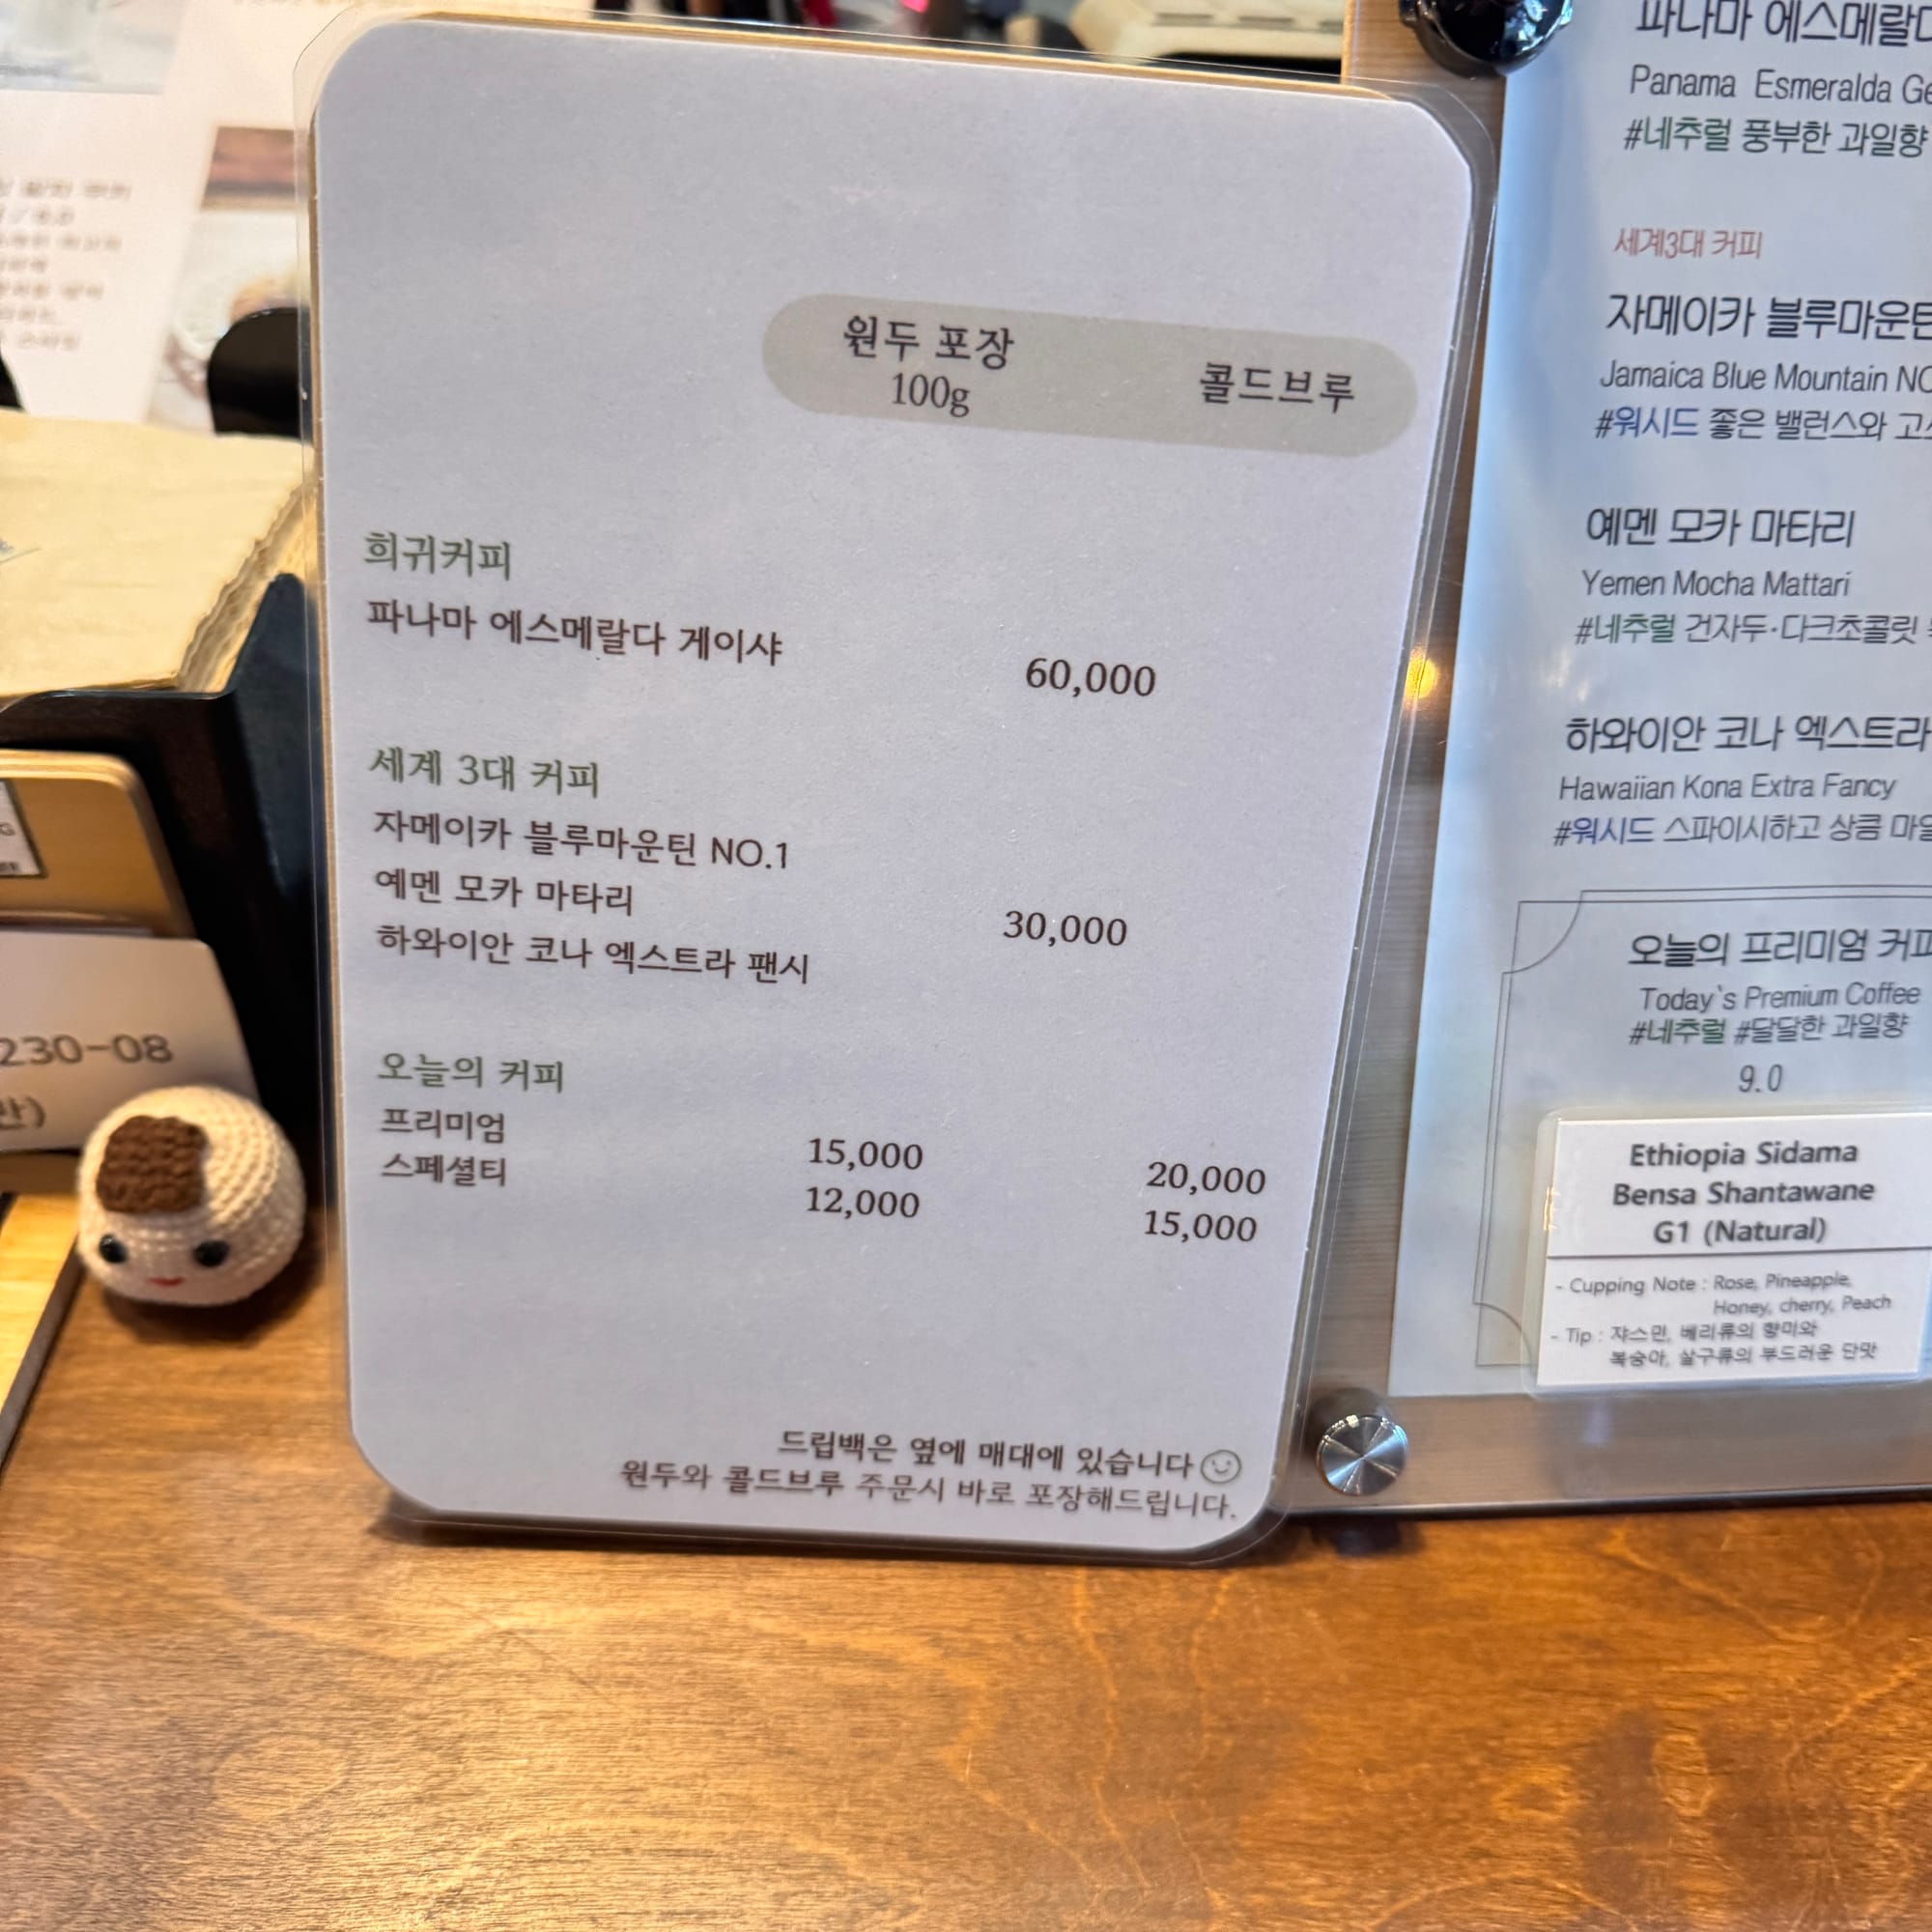 원두 포장
100g
콜드브루
희귀커피
파나마 에스메랄다 게이샤
60,000
세계 3대 커피
자메이카 블루마운틴 NO.1
예멘 모카 마타리
30,000
하와이안 코나 엑스트라 팬시
오늘의 커피
프리미엄 15,000 20,000
스페셜티 12,000 15,000
드립백은 옆에 매대에 있습니다
원두와 콜드브루 주문시 바로 포장해드립니다.
파나마
Panama Esmeralda
#네추럴 풍부한 과일향
세계3대 커피
자메이카 블루마운틴
Jamaica Blue Mountain
#워시드 좋은 밸런스와
예멘 모카 마타리
Yemen Mocha Mattari
#네추럴 건자두·다크초콜릿
하와이안 코나 엑스트라
Hawaiian Kona Extra Fancy
#워시드 스파이시하고 상큼
오늘의 프리미엄 커피
Today`s Premium Coffee
#네추럴 #달달한 과일향
9.0
Ethiopia Sidama
Bensa Shantawane
G1 (Natural)
- Cupping Note : Rose, Pineapple,
Honey, cherry, Peach
- Tip : 쟈스민, 베리류의 향미와
복숭아, 살구류의 부드러운 단맛
230-08